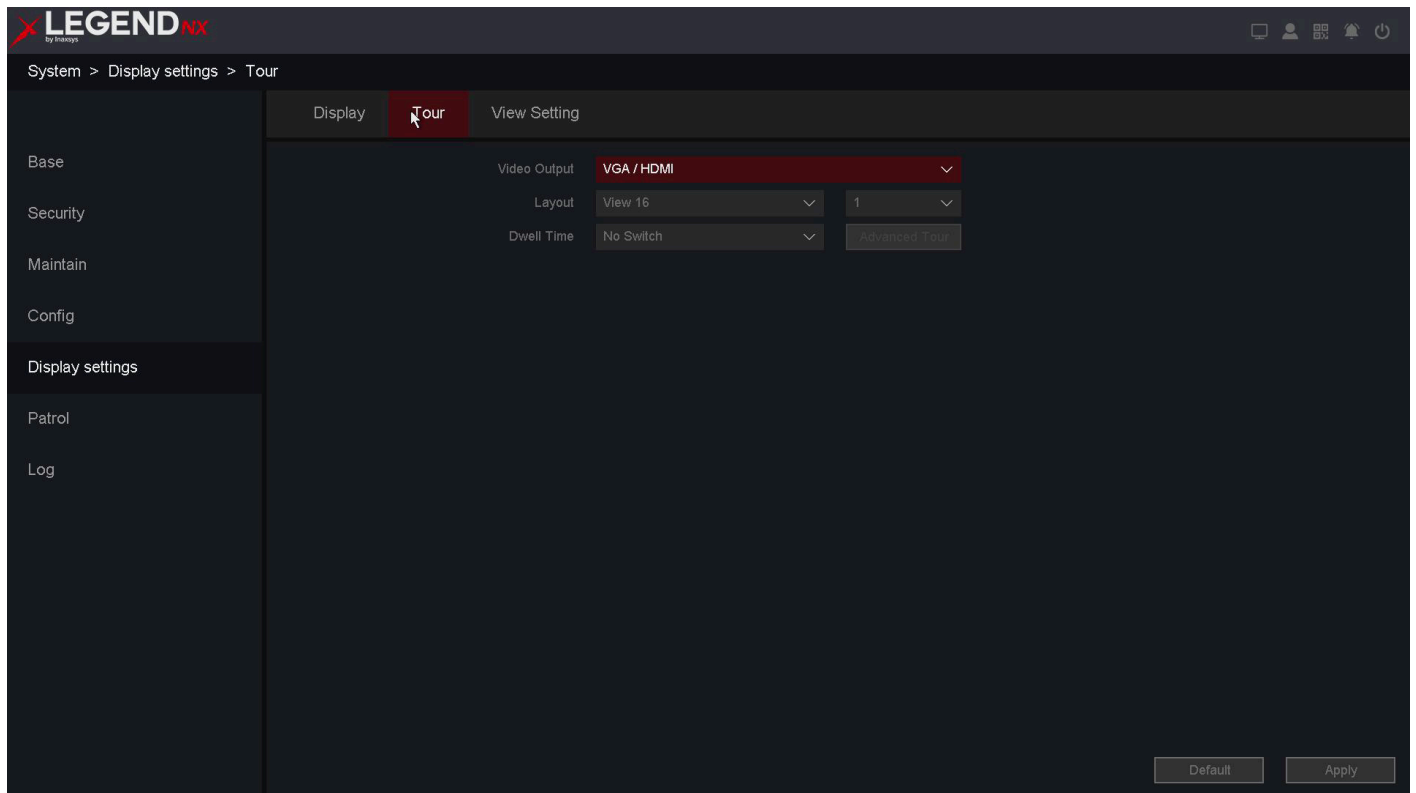 LEGEND NX
by Inaxsys
System > Display settings > Tour
Display Tour View Setting
Base
Security
Maintain
Config
Display settings
Patrol
Log
Video Output VGA / HDMI
Layout View 16 1
Dwell Time No Switch Advanced Tour
Default Apply